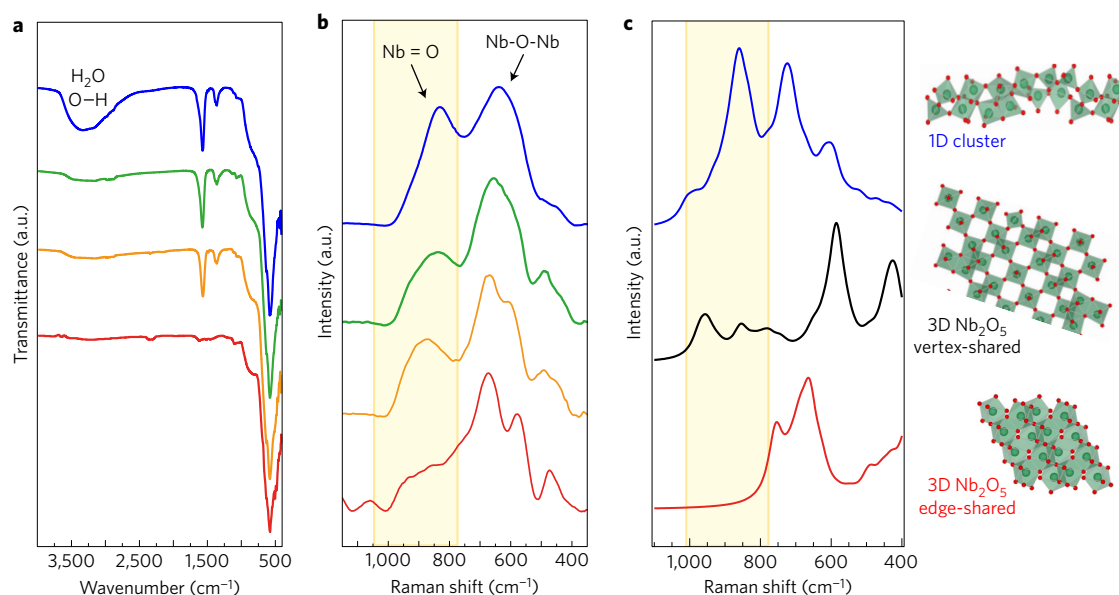 a
H₂O
O–H
Transmittance (a.u.)
3,500
2,500
1,500
500
Wavenumber (cm⁻¹)
b
Nb = O
Nb-O-Nb
Intensity (a.u.)
1,000
800
600
400
Raman shift (cm⁻¹)
c
Intensity (a.u.)
1,000
800
600
400
Raman shift (cm⁻¹)
1D cluster
3D Nb₂O₅
vertex-shared
3D Nb₂O₅
edge-shared